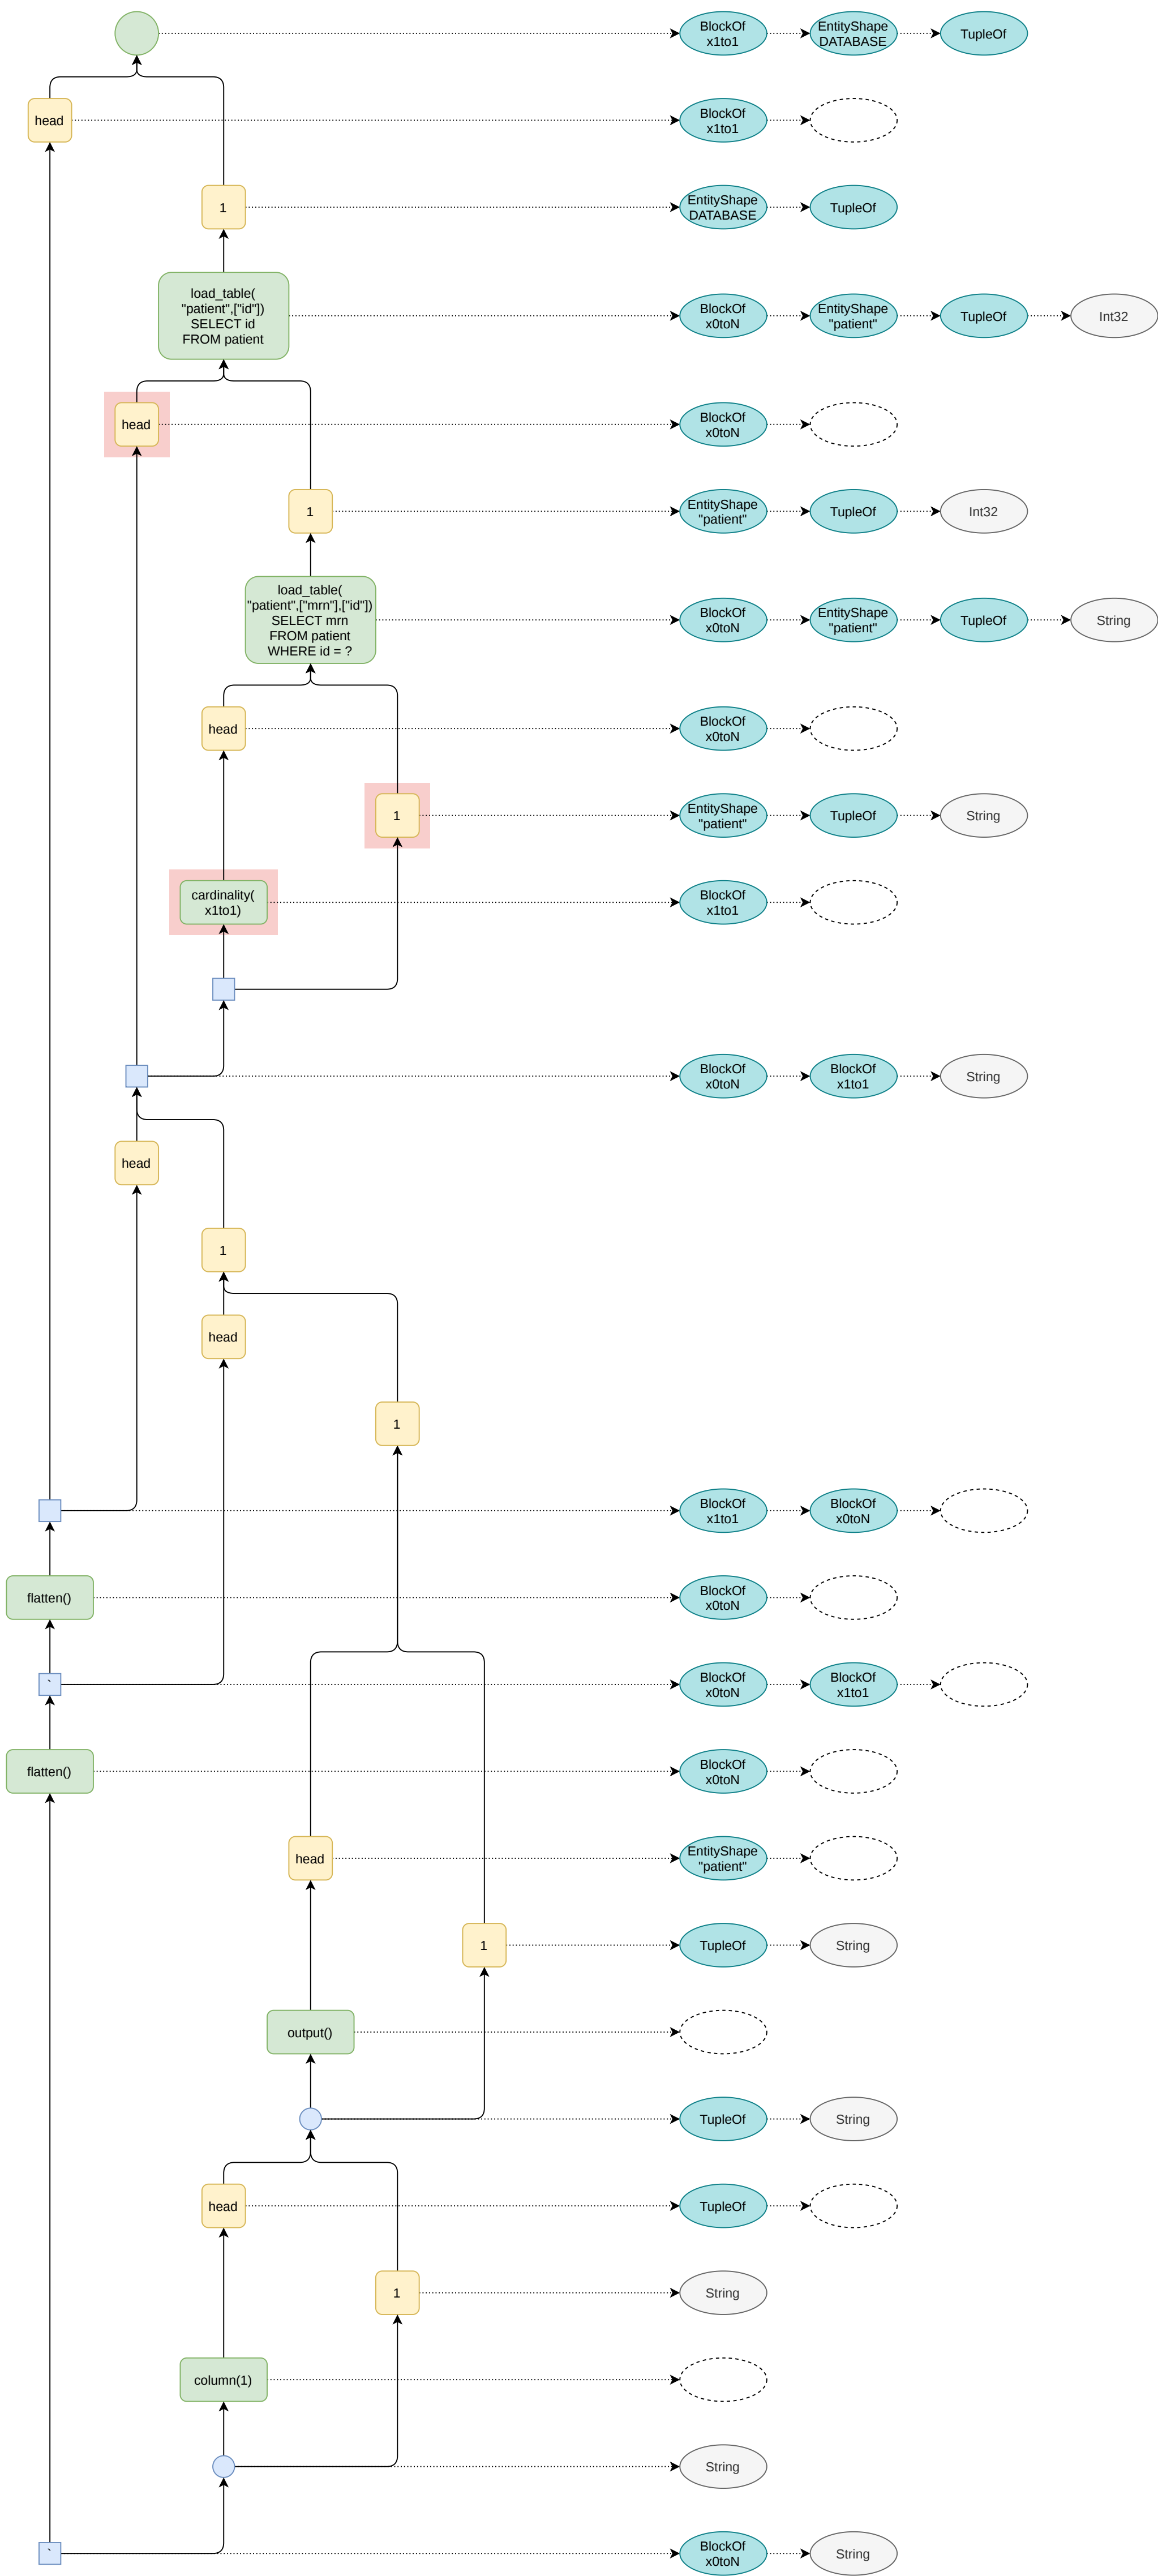 BlockOf
x1to1
EntityShape
DATABASE
TupleOf
head
BlockOf
x1to1
1
EntityShape
DATABASE
TupleOf
load_table(
"patient",["id"])
SELECT id
FROM patient
BlockOf
x0toN
EntityShape
"patient"
TupleOf
Int32
head
BlockOf
x0toN
1
EntityShape
"patient"
TupleOf
Int32
load_table(
"patient",["mrn"],["id"])
SELECT mrn
FROM patient
WHERE id = ?
BlockOf
x0toN
EntityShape
"patient"
TupleOf
String
head
BlockOf
x0toN
1
EntityShape
"patient"
TupleOf
String
cardinality(
x1to1)
BlockOf
x1to1
BlockOf
x0toN
BlockOf
x1to1
String
head
1
head
1
BlockOf
x1to1
BlockOf
x0toN
flatten()
BlockOf
x0toN
`
BlockOf
x0toN
BlockOf
x1to1
flatten()
BlockOf
x0toN
head
EntityShape
"patient"
1
TupleOf
String
output()
TupleOf
String
head
TupleOf
1
String
column(1)
String
`
BlockOf
x0toN
String